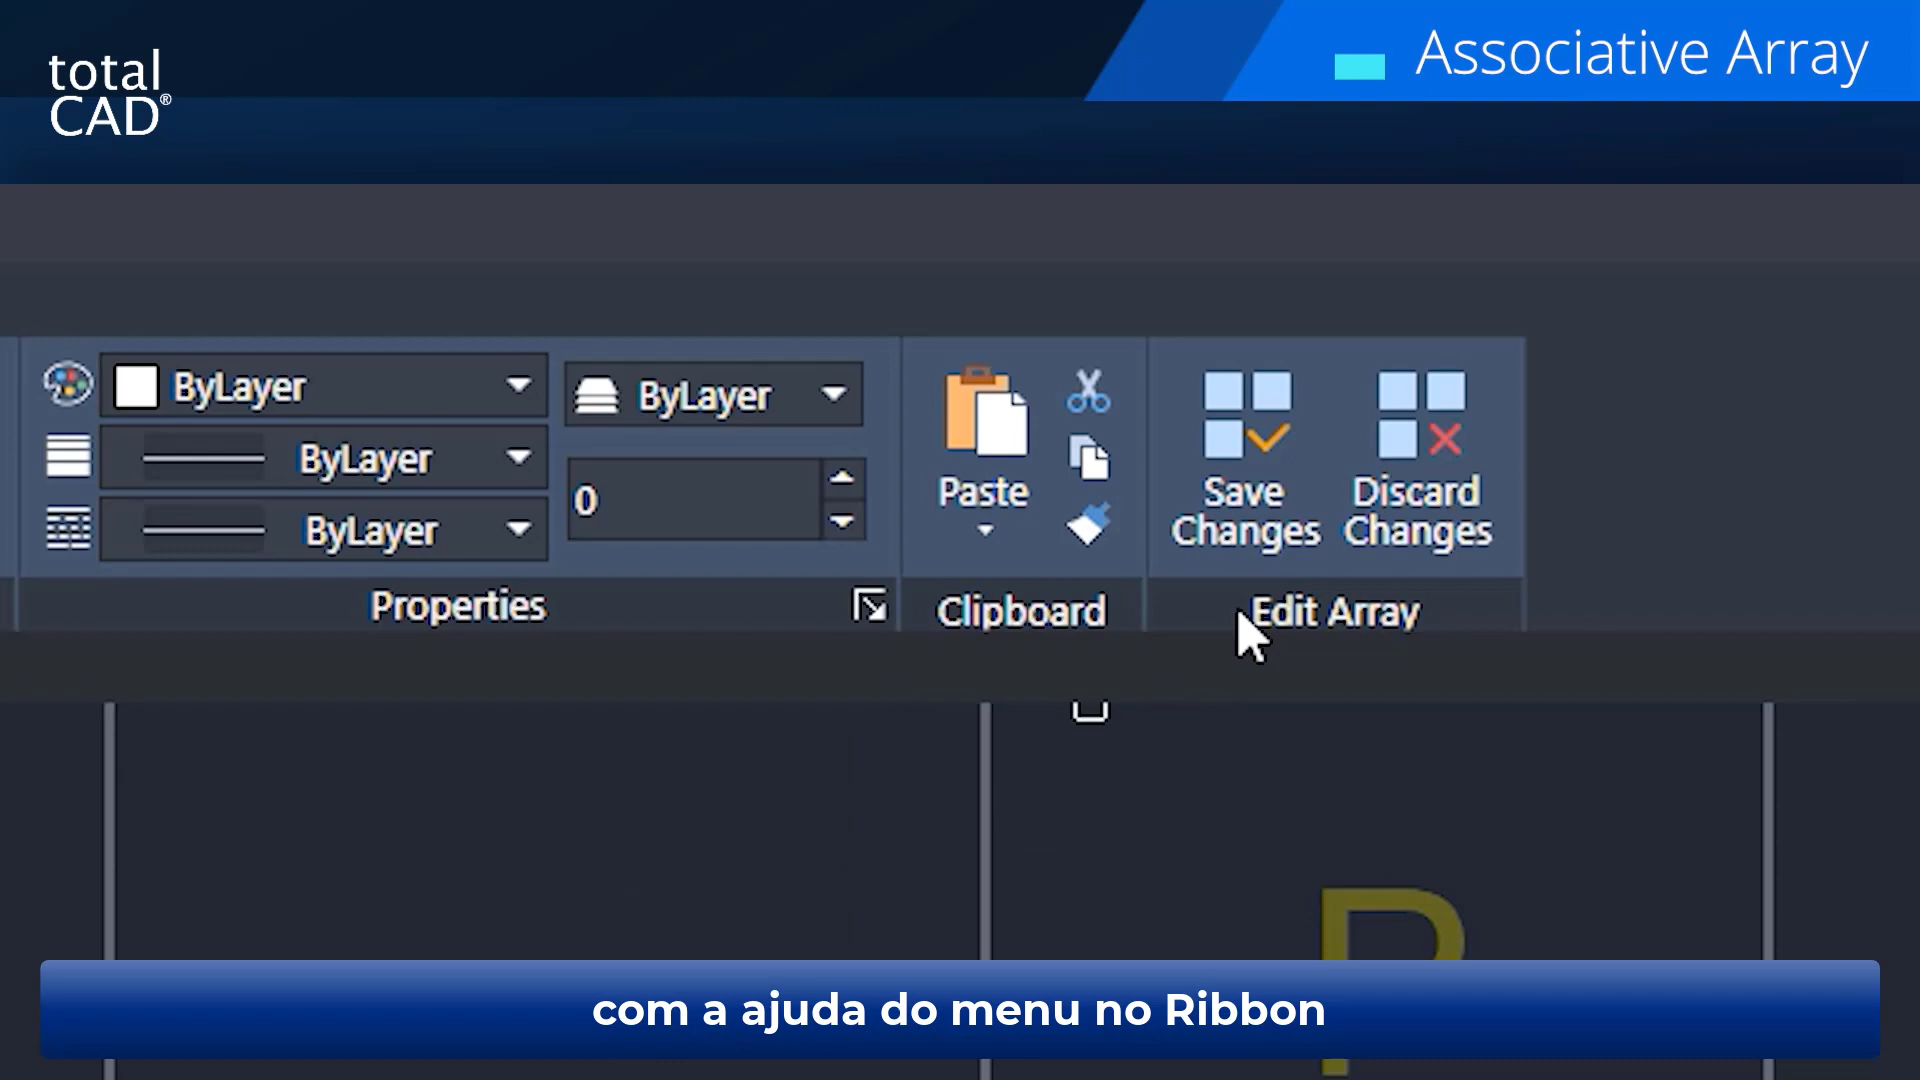 total
CAD®
Associative Array
ByLayer
ByLayer
ByLayer
ByLayer
0
Properties
Paste
Clipboard
Save
Changes
Discard
Changes
Edit Array
com a ajuda do menu no Ribbon